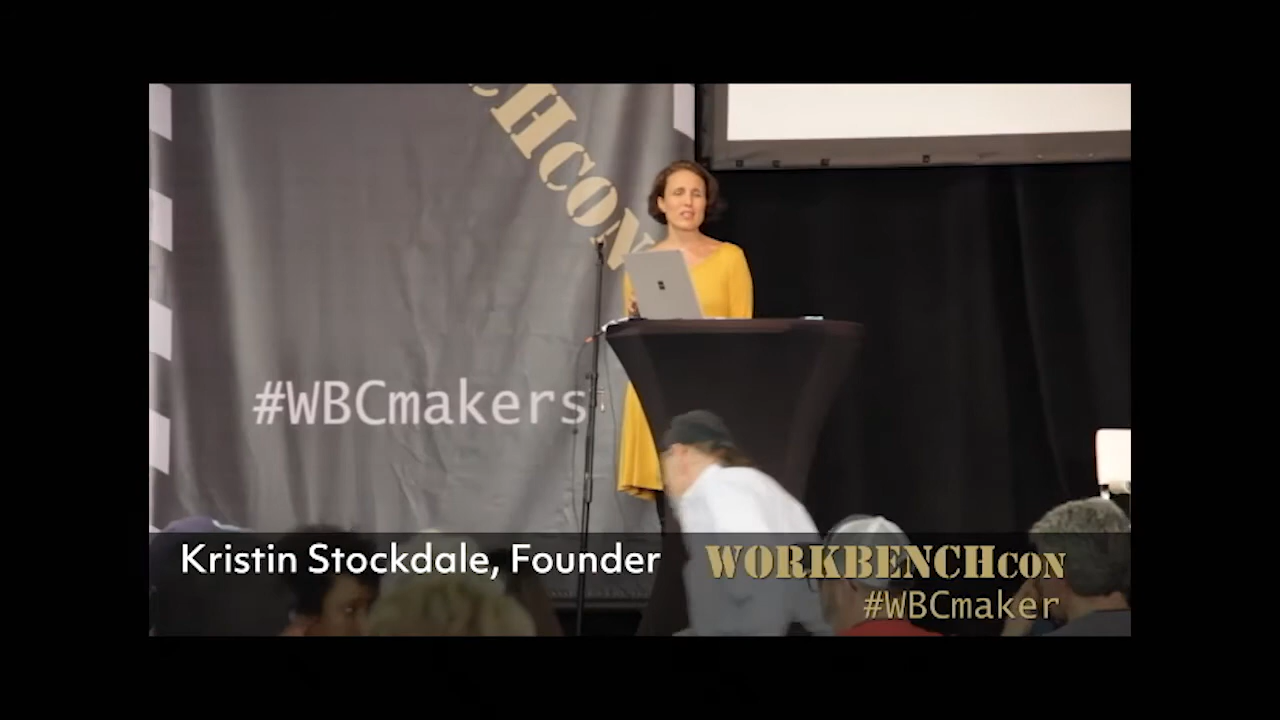 CHCON
#WBCmakers
Kristin Stockdale, Founder
WORKBENCHCON
#WBCmaker